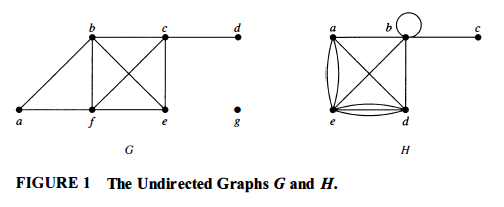 b c d
a f e g
G
a b c
e d
H
FIGURE 1 The Undirected Graphs G and H.